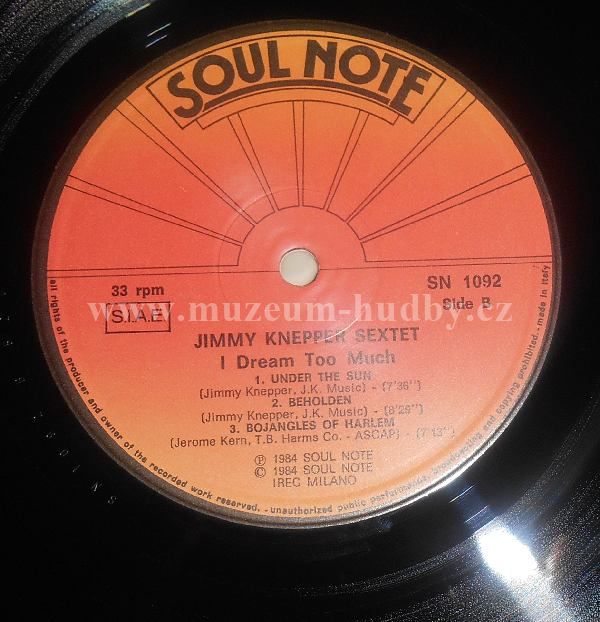 SOUL NOTE
33 rpm
S.I.A.E.
SN 1092
Side B
www.muzeum-hudby.cz
JIMMY KNEPPER SEXTET
I Dream Too Much
1. UNDER THE SUN
(Jimmy Knepper, J.K. Music) - (7'36'')
2. BEHOLDEN
(Jimmy Knepper, J.K. Music) - (8'29'')
3. BOJANGLES OF HARLEM
(Jerome Kern, T.B. Harms Co. - ASCAP) - (7'13'')
℗ 1984 SOUL NOTE
© 1984 SOUL NOTE
IREC MILANO
all rights of the producer and owner of the recorded work reserved. - unauthorized public performance, broadcasting and copying prohibited - made in Italy